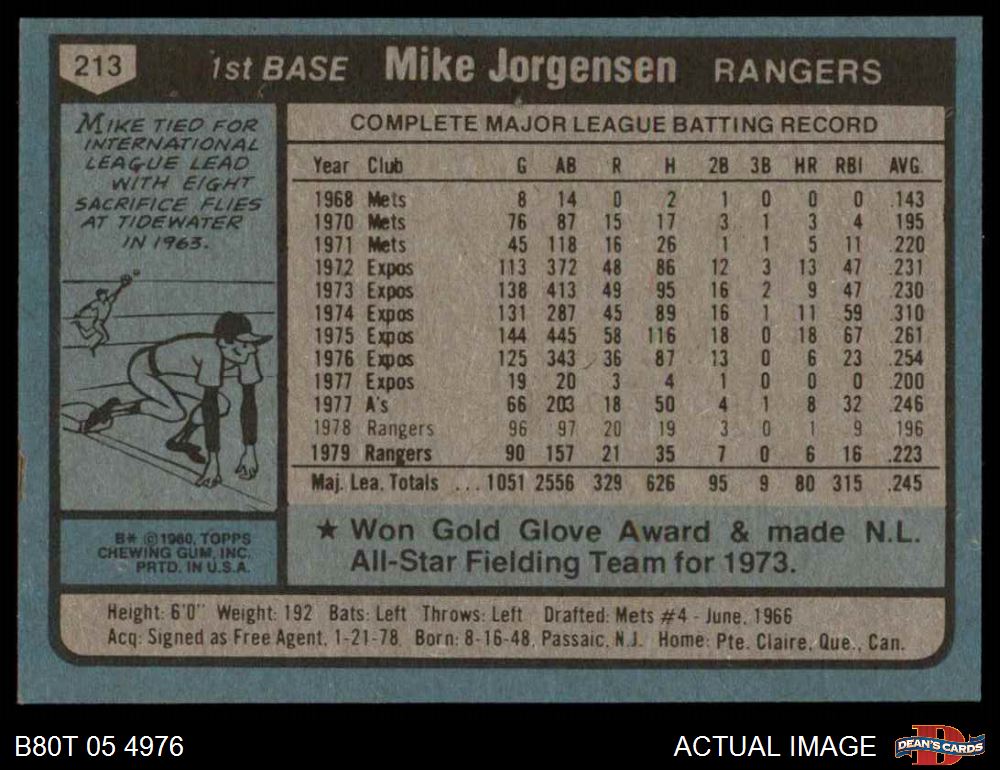 213 1st BASE Mike Jorgensen RANGERS
MIKE TIED FOR
INTERNATIONAL
LEAGUE LEAD
WITH EIGHT
SACRIFICE FLIES
AT TIDEWATER
IN 1963.
B* ©1980, TOPPS
CHEWING GUM, INC.
PRTD. IN U.S.A.
COMPLETE MAJOR LEAGUE BATTING RECORD
Year Club G AB R H 2B 3B HR RBI AVG.
1968 Mets 8 14 0 2 1 0 0 0 .143
1970 Mets 76 87 15 17 3 1 3 4 .195
1971 Mets 45 118 16 26 1 1 5 11 .220
1972 Expos 113 372 48 86 12 3 13 47 .231
1973 Expos 138 413 49 95 16 2 9 47 .230
1974 Expos 131 287 45 89 16 1 11 59 .310
1975 Expos 144 445 58 116 18 0 18 67 .261
1976 Expos 125 343 36 87 13 0 6 23 .254
1977 Expos 19 20 3 4 1 0 0 0 .200
1977 A's 66 203 18 50 4 1 8 32 .246
1978 Rangers 96 97 20 19 3 0 1 9 .196
1979 Rangers 90 157 21 35 7 0 6 16 .223
Maj. Lea. Totals ... 1051 2556 329 626 95 9 80 315 .245
★ Won Gold Glove Award & made N.L.
All-Star Fielding Team for 1973.
Height: 6'0" Weight: 192 Bats: Left Throws: Left Drafted: Mets #4 - June, 1966
Acq: Signed as Free Agent, 1-21-78. Born: 8-16-48, Passaic, N.J. Home: Pte. Claire, Que., Can.
B80T 05 4976
ACTUAL IMAGE
D
DEAN'S CARDS